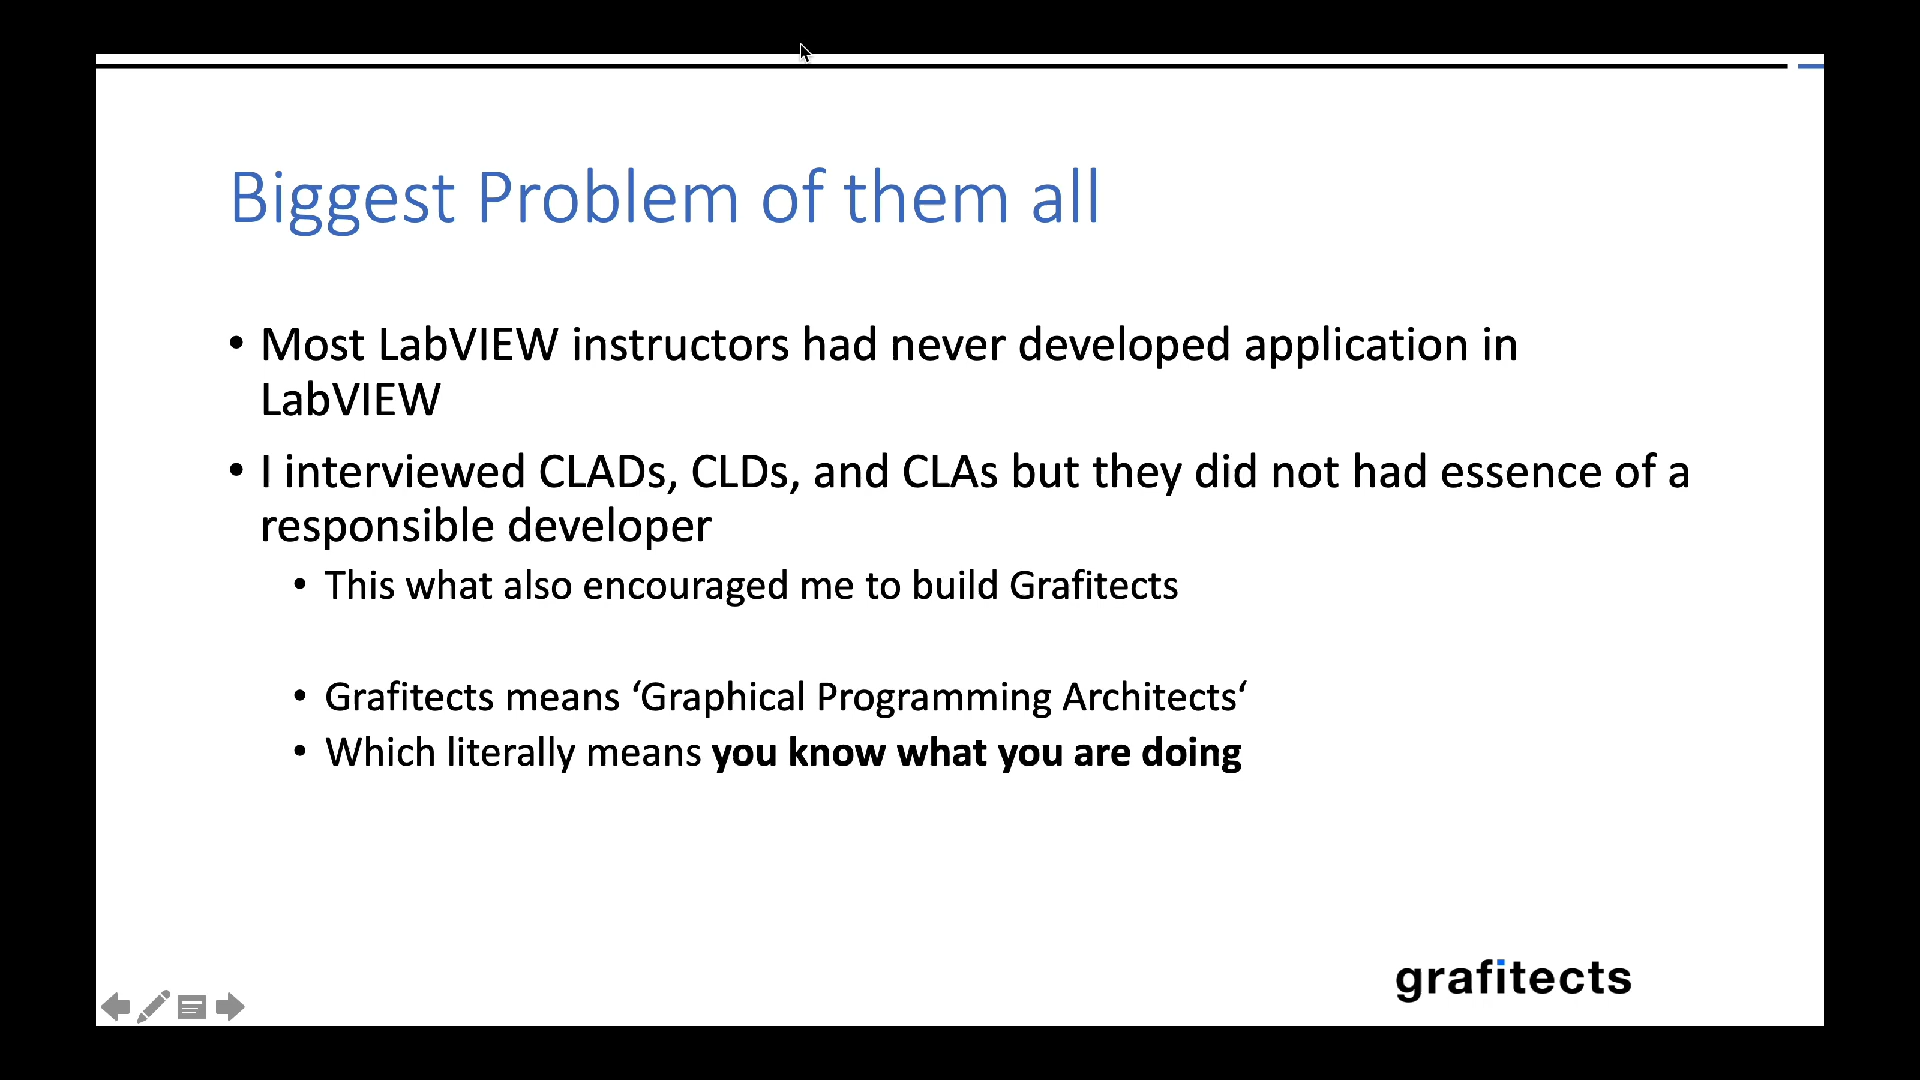 Biggest Problem of them all
• Most LabVIEW instructors had never developed application in
LabVIEW
• I interviewed CLADs, CLDs, and CLAs but they did not had essence of a
responsible developer
• This what also encouraged me to build Grafitects
• Grafitects means ‘Graphical Programming Architects‘
• Which literally means you know what you are doing
grafitects